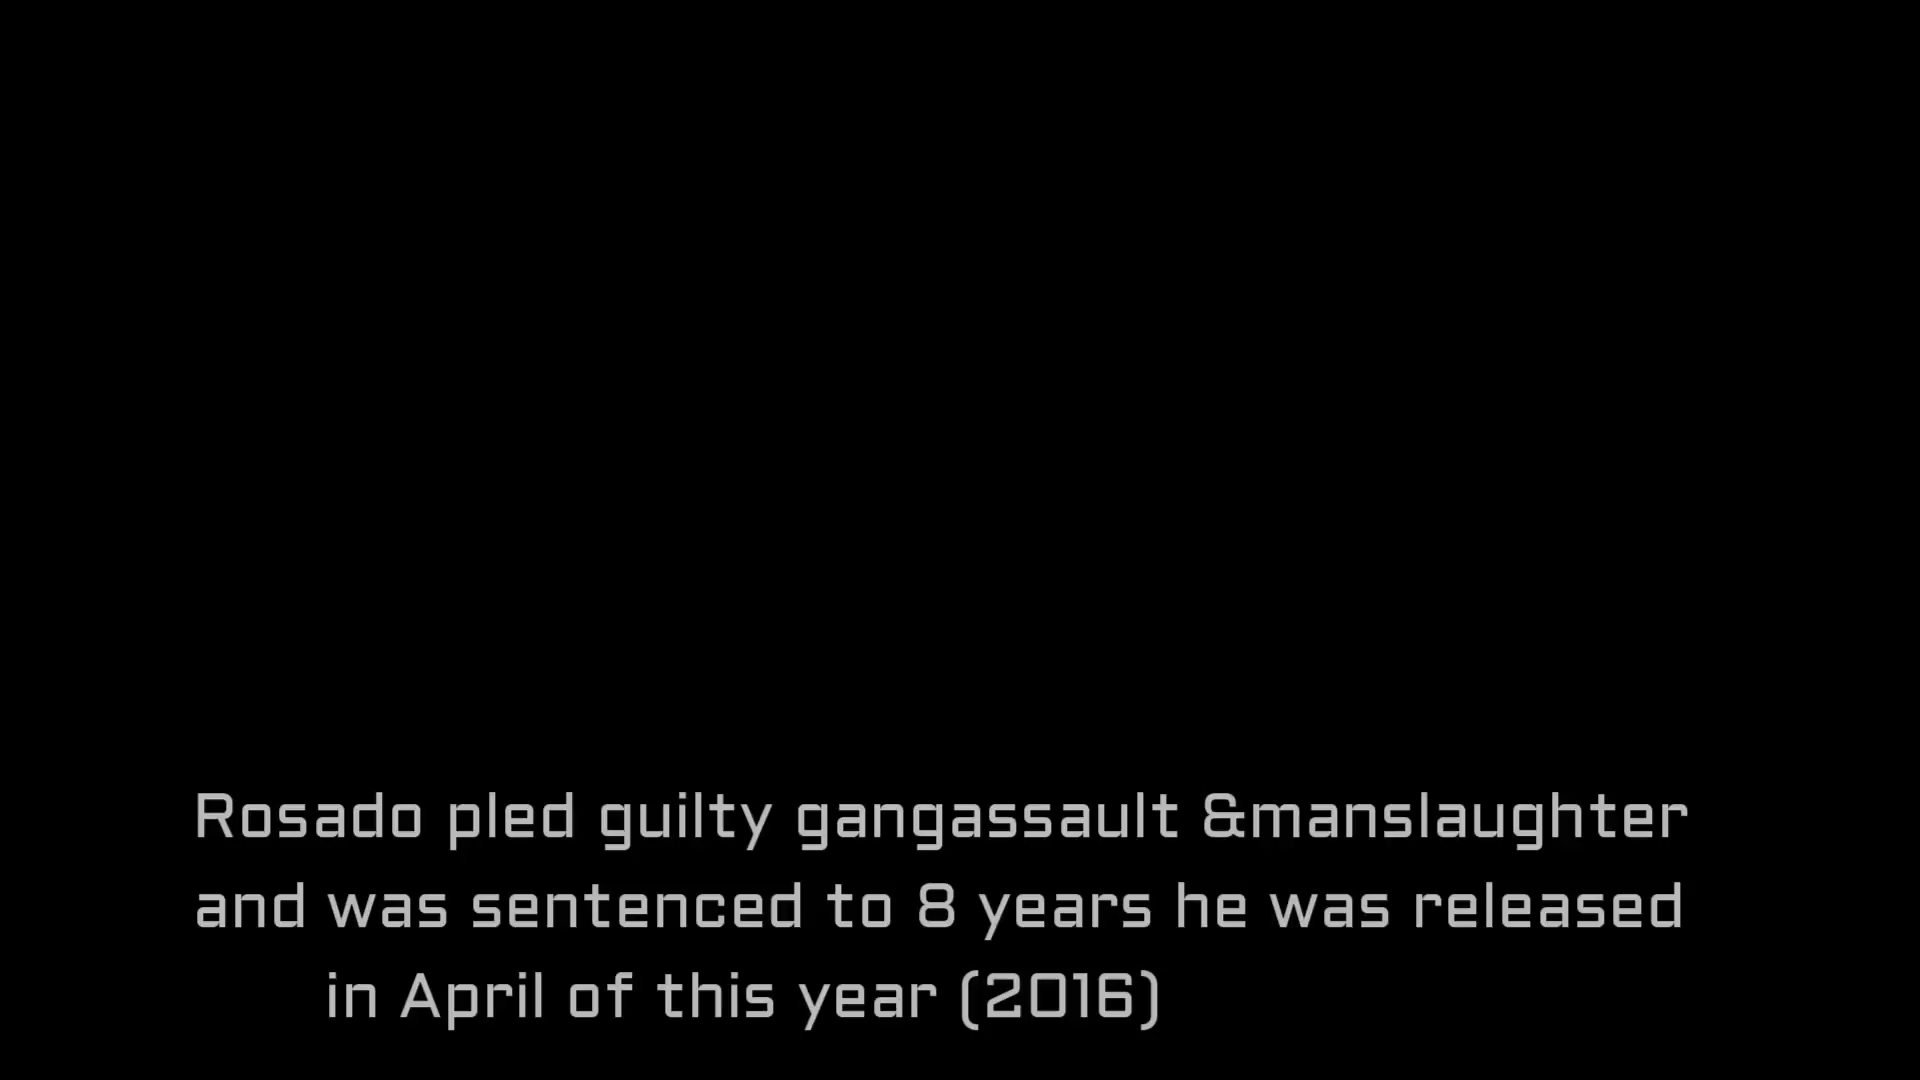 Rosado pled guilty gangassault &manslaughter
and was sentenced to 8 years he was released
in April of this year (2016)